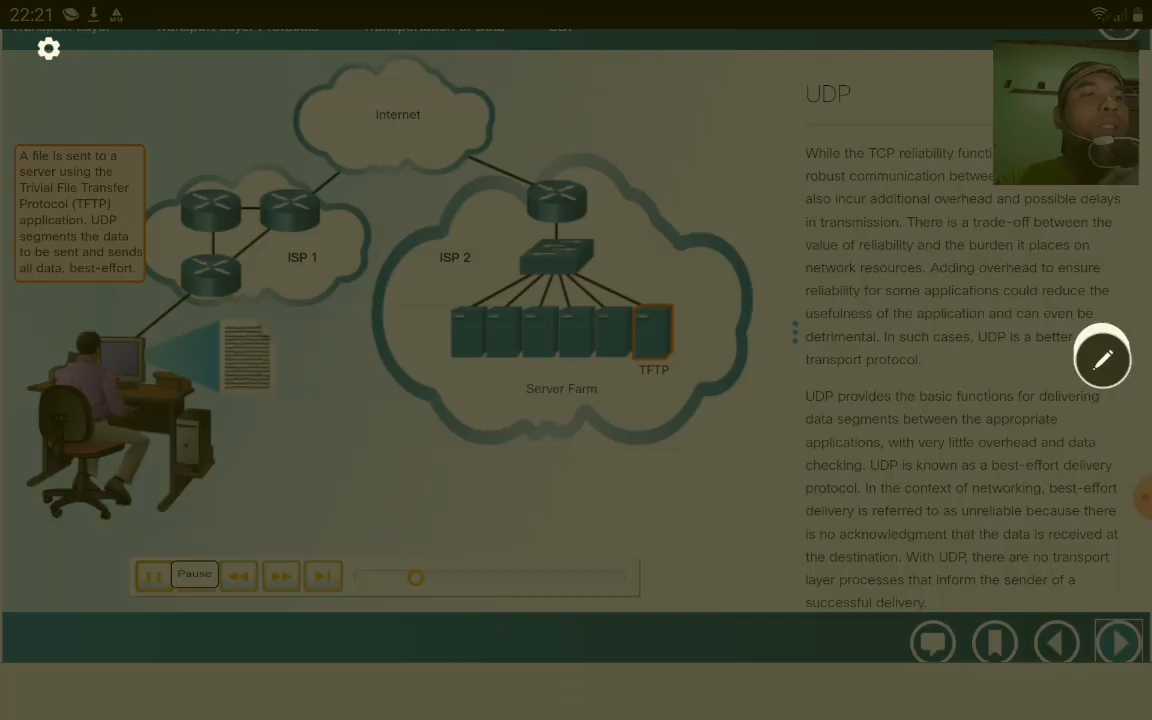 22:21
Internet
A file is sent to a
server using the
Trivial File Transfer
Protocol (TFTP)
application. UDP
segments the data
to be sent and sends
all data, best-effort.
ISP 1
ISP 2
TFTP
Server Farm
Pause
UDP
While the TCP reliability
robust communication
also incur additional overhead and possible delays
in transmission. There is a trade-off between the
value of reliability and the burden it places on
network resources. Adding overhead to ensure
reliability for some applications could reduce the
usefulness of the application and can even be
detrimental. In such cases, UDP is a better
transport protocol.
UDP provides the basic functions for delivering
data segments between the appropriate
applications, with very little overhead and data
checking. UDP is known as a best-effort delivery
protocol. In the context of networking, best-effort
delivery is referred to as unreliable because there
is no acknowledgment that the data is received at
the destination. With UDP, there are no transport
layer processes that inform the sender of a
successful delivery.